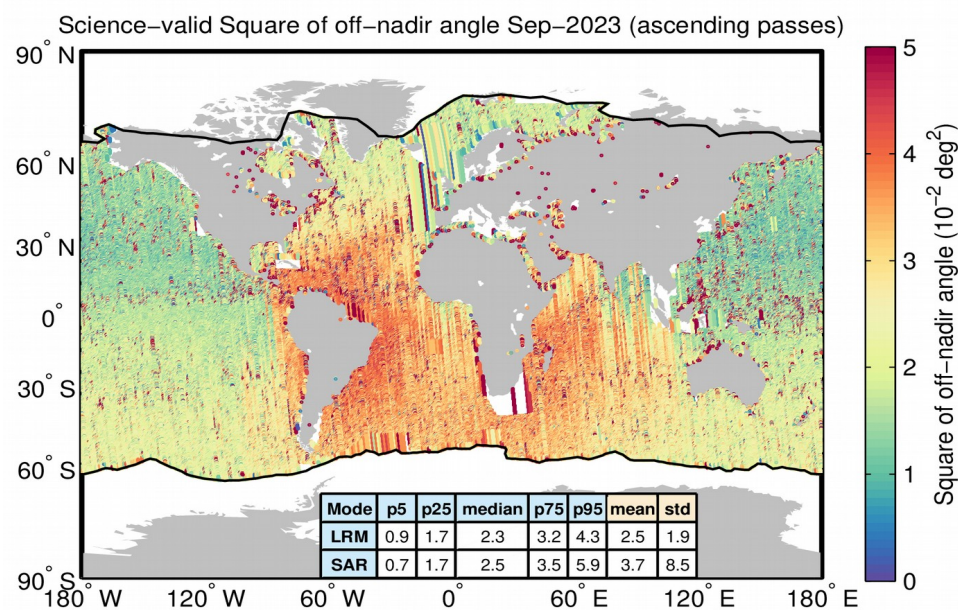 Science-valid Square of off-nadir angle Sep-2023 (ascending passes)
90° N
60° N
30° N
0°
30° S
60° S
90° S
180° W
120° W
60° W
0°
60° E
120° E
180° E
Mode p5 p25 median p75 p95 mean std
LRM 0.9 1.7 2.3 3.2 4.3 2.5 1.9
SAR 0.7 1.7 2.5 3.5 5.9 3.7 8.5
5
4
3
2
1
0
Square of off-nadir angle (10⁻² deg²)